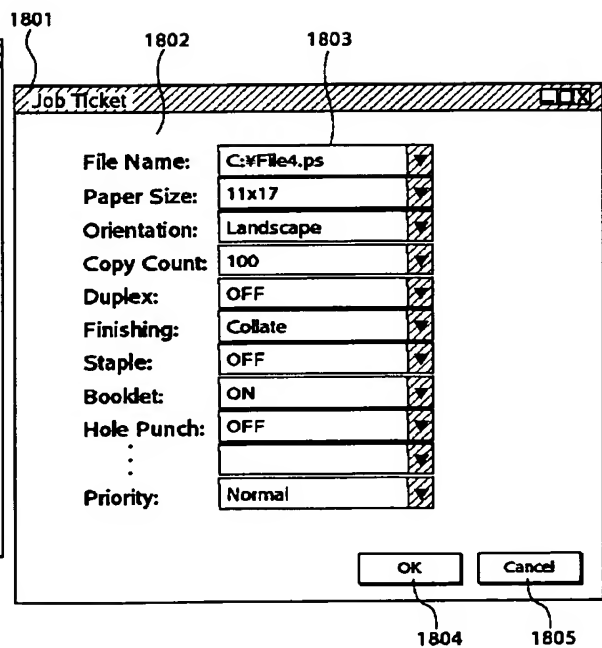 1801
1802 1803
Job Ticket
File Name: C:¥File4.ps
Paper Size: 11x17
Orientation: Landscape
Copy Count: 100
Duplex: OFF
Finishing: Collate
Staple: OFF
Booklet: ON
Hole Punch: OFF
Priority: Normal
OK Cancel
1804 1805